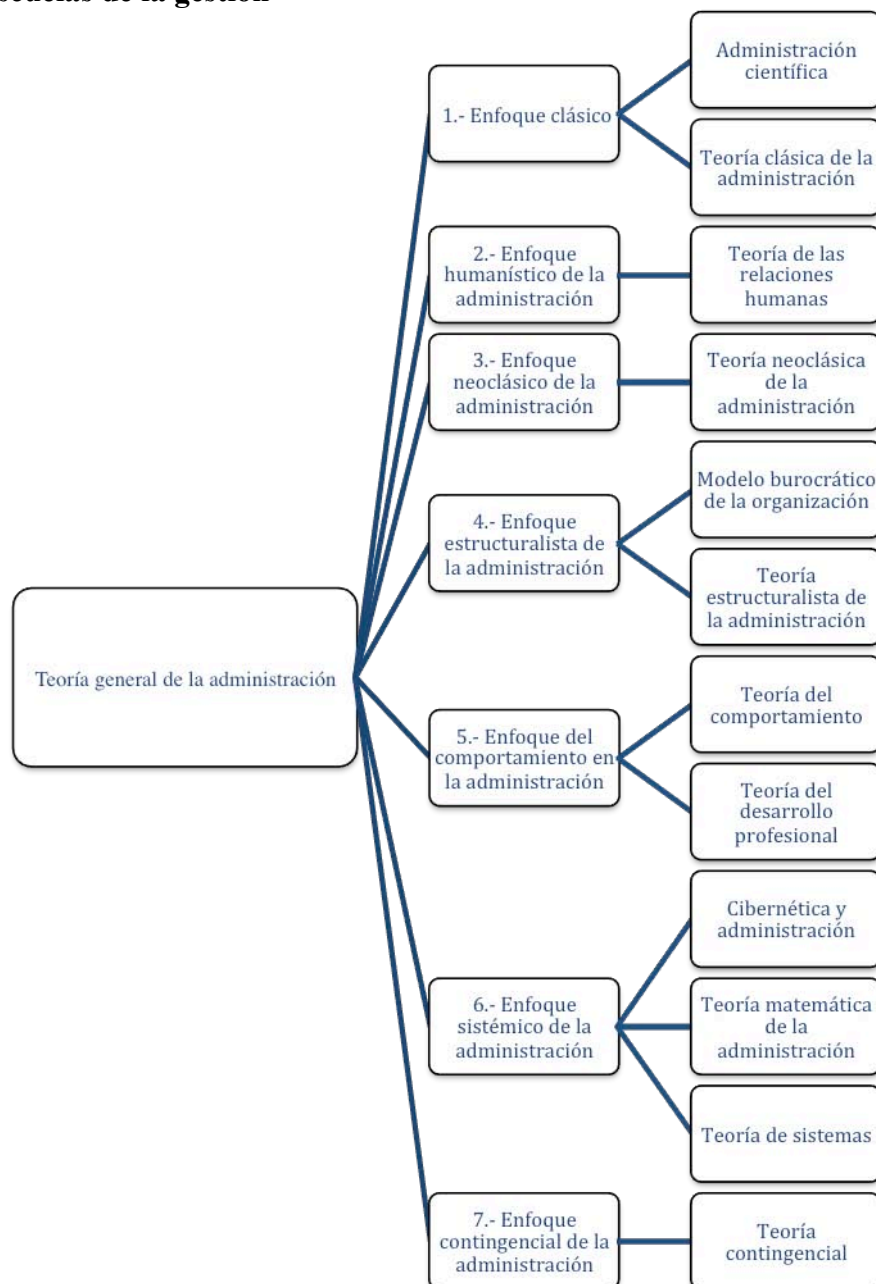 de la gestión
Administración
científica
1.- Enfoque clásico
Teoría clásica de la
administración
2.- Enfoque
humanístico de la
administración
Teoría de las
relaciones
humanas
3.- Enfoque
neoclásico de la
administración
Teoría neoclásica
de la
administración
Modelo burocrático
de la organización
4.- Enfoque
estructuralista de
la administración
Teoría
estructuralista de
la administración
Teoría general de la administración
Teoría del
comportamiento
5.- Enfoque del
comportamiento en
la administración
Teoría del
desarrollo
profesional
Cibernética y
administración
6.- Enfoque
sistémico de la
administración
Teoría matemática
de la
administración
Teoría de sistemas
7.- Enfoque
contingencial de la
administración
Teoría
contingencial